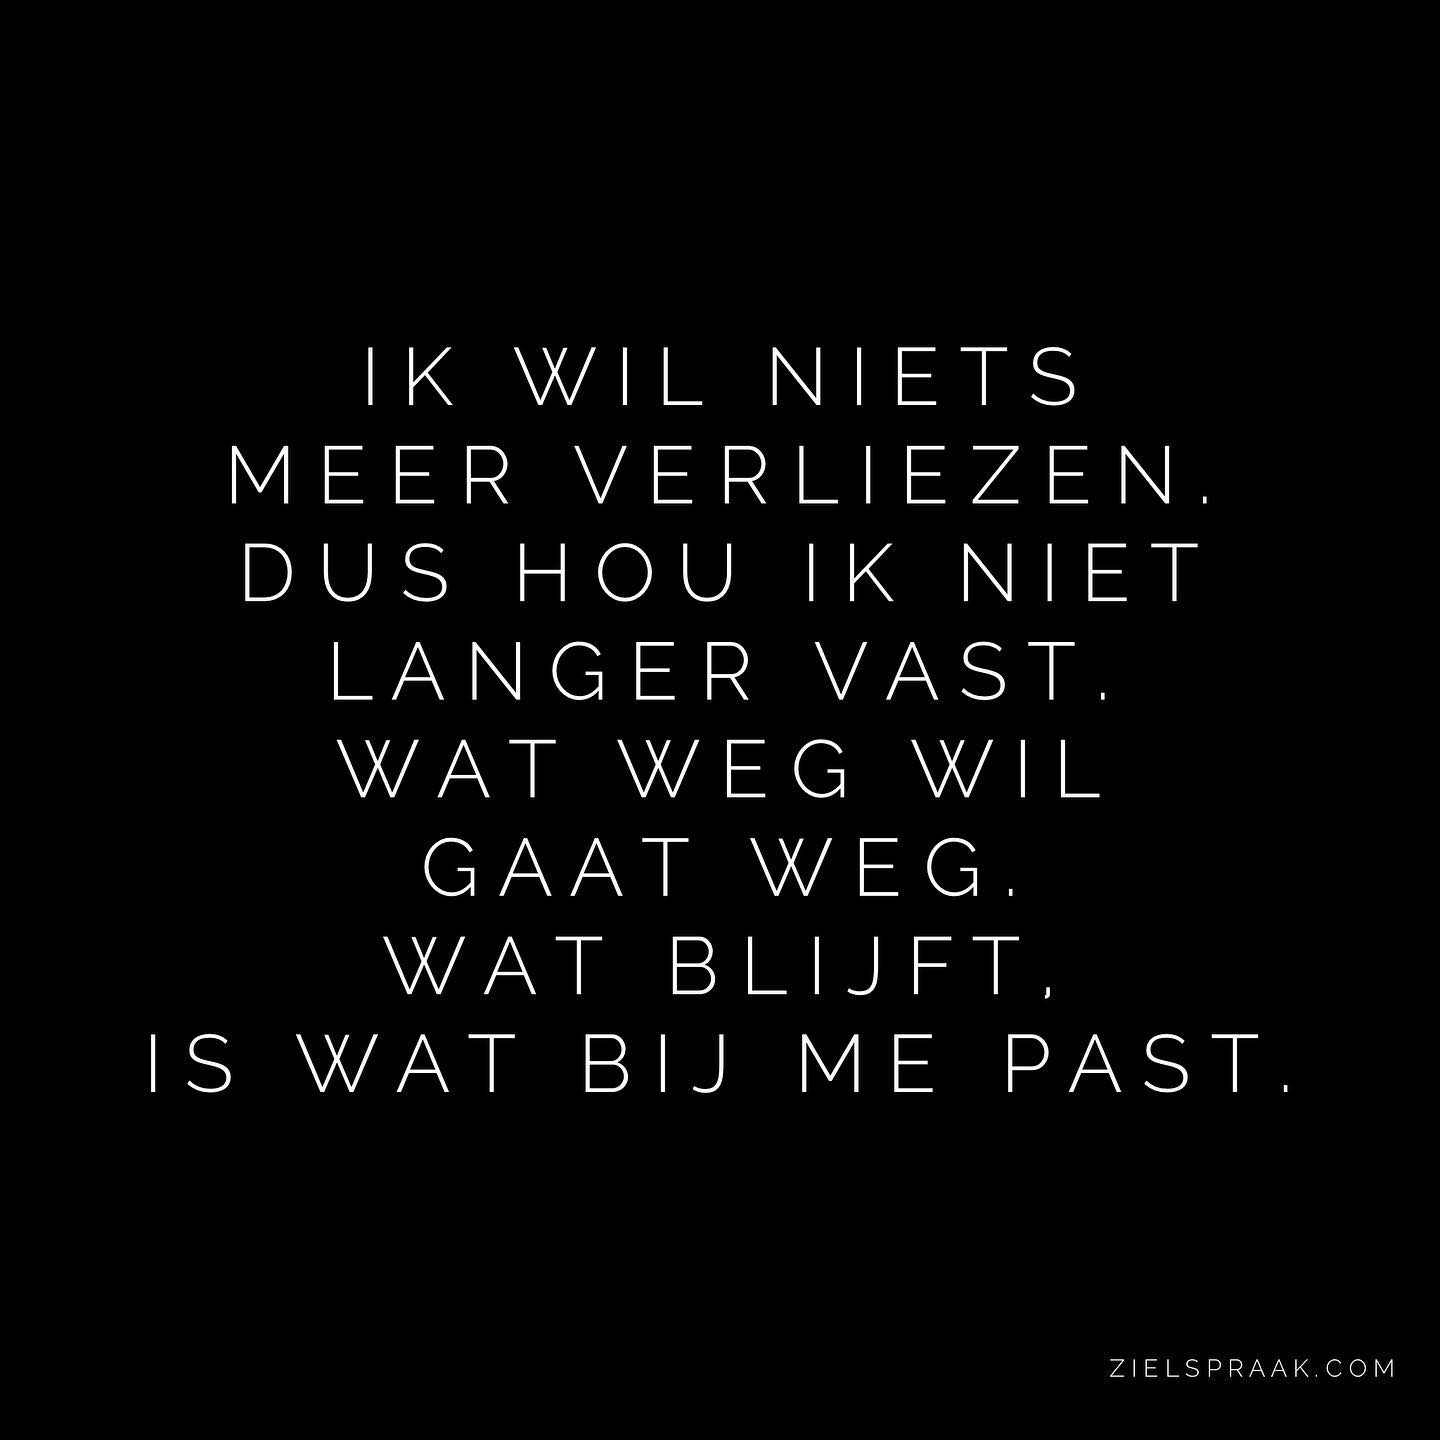 IK WIL NIETS
MEER VERLIEZEN.
DUS HOU IK NIET
LANGER VAST.
WAT WEG WIL
GAAT WEG.
WAT BLIJFT,
IS WAT BIJ ME PAST.
ZIELSPRAAK.COM